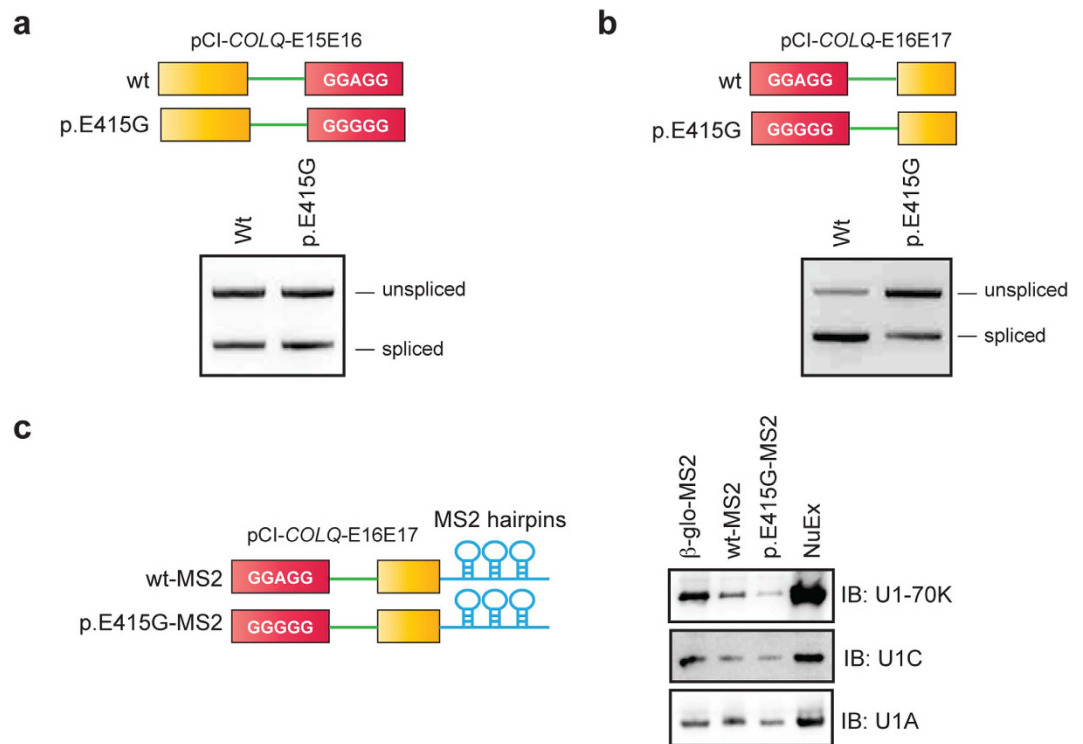 a
pCI-COLQ-E15E16
wt
GGAGG
p.E415G
GGGGG
Wt
p.E415G
unspliced
spliced
b
pCI-COLQ-E16E17
wt
GGAGG
p.E415G
GGGGG
Wt
p.E415G
unspliced
spliced
c
pCI-COLQ-E16E17
MS2 hairpins
wt-MS2
GGAGG
p.E415G-MS2
GGGGG
β-glo-MS2
wt-MS2
p.E415G-MS2
NuEx
IB: U1-70K
IB: U1C
IB: U1A